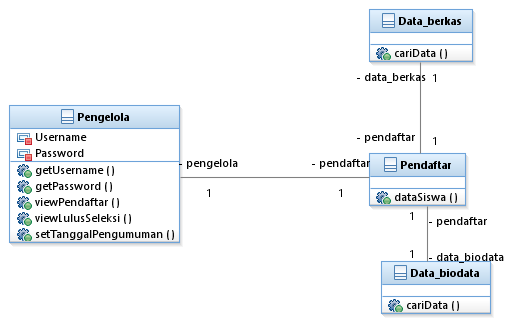 Data_berkas
cariData ( )
- data_berkas 1
- pendaftar
1
Pengelola
Username
Password
getUsername ( )
getPassword ( )
viewPendaftar ( )
viewLulusSeleksi ( )
setTanggalPengumuman ( )
- pengelola
1
- pendaftar
1
Pendaftar
dataSiswa ( )
1
- pendaftar
1
- data_biodata
Data_biodata
cariData ( )